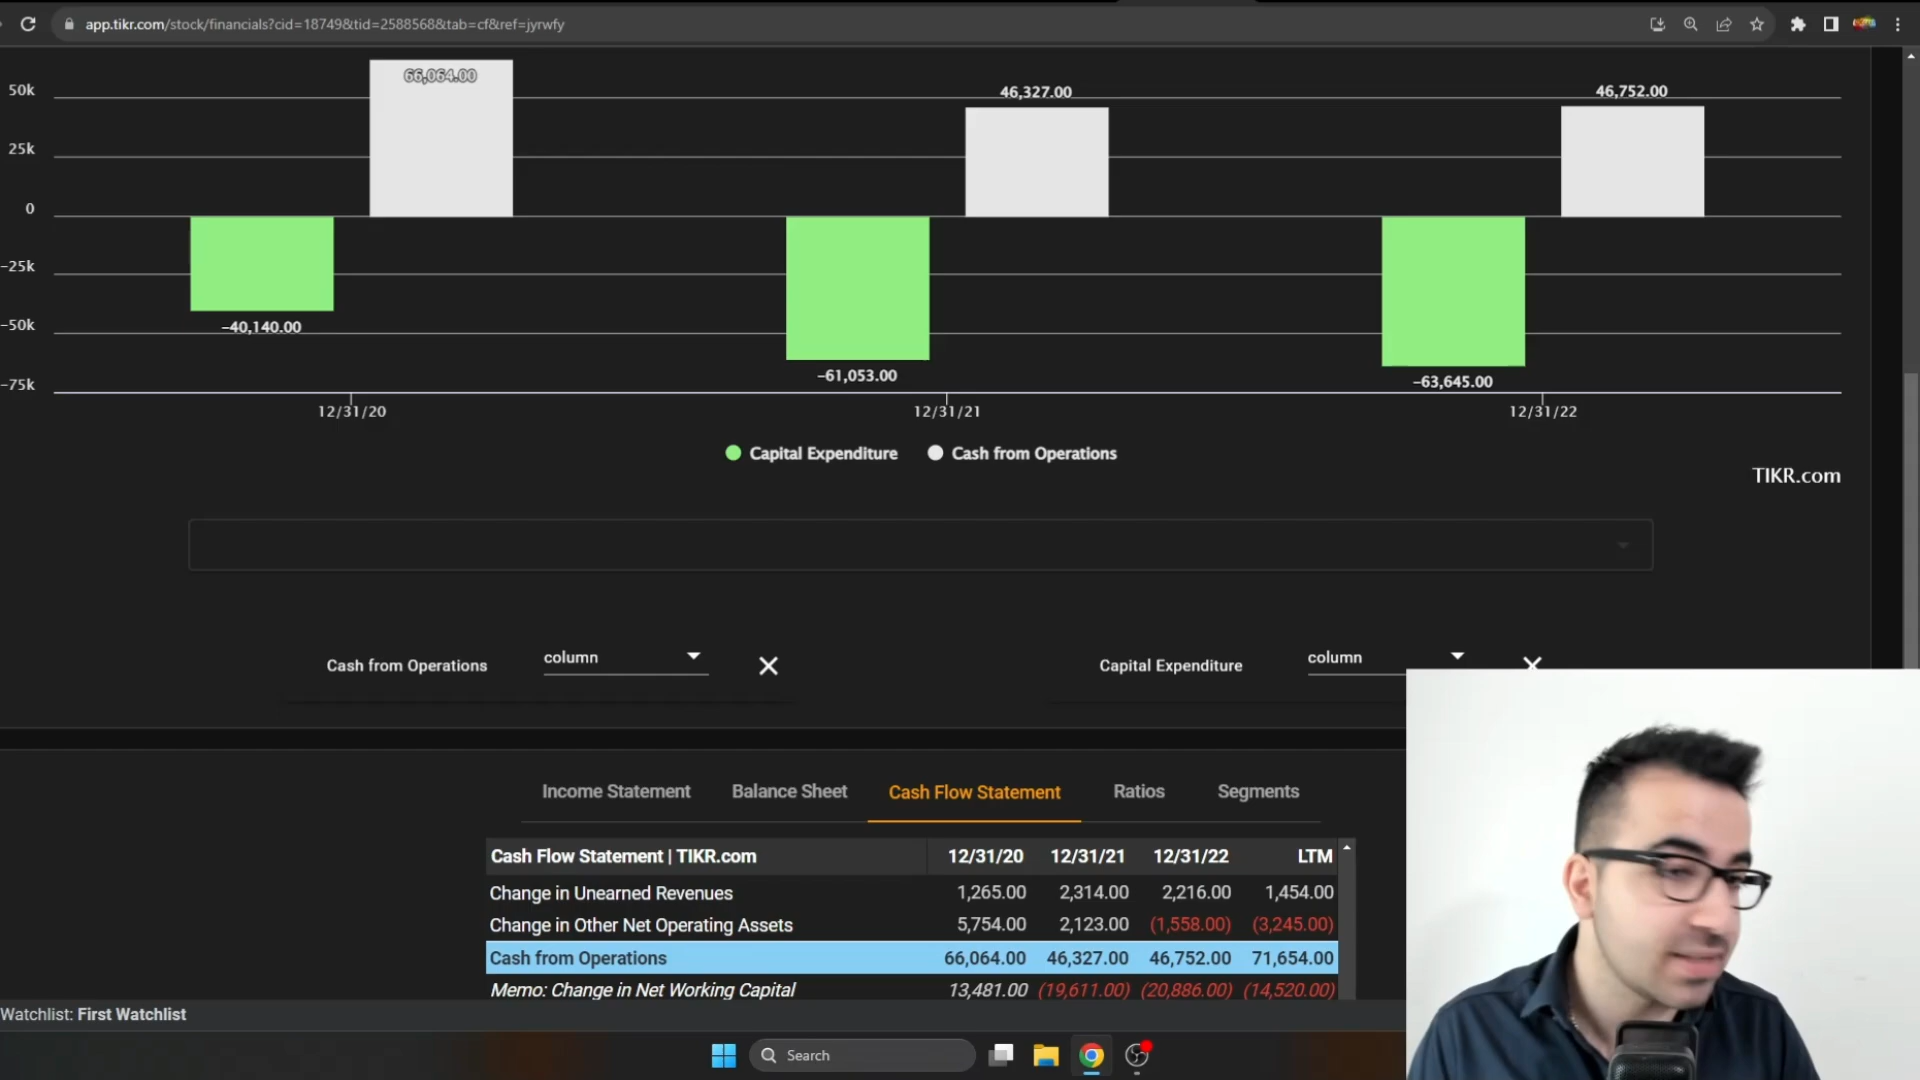 app.tikr.com/stock/financials?cid=18749&tid=2588568&tab=cf&ref=jyrwfy
50k
25k
0
-25k
-50k
-75k
66,064.00
46,327.00
46,752.00
-40,140.00
-61,053.00
-63,645.00
12/31/20
12/31/21
12/31/22
Capital Expenditure
Cash from Operations
TIKR.com
Cash from Operations
column
Capital Expenditure
column
Income Statement
Balance Sheet
Cash Flow Statement
Ratios
Segments
Cash Flow Statement | TIKR.com 12/31/20 12/31/21 12/31/22 LTM
Change in Unearned Revenues 1,265.00 2,314.00 2,216.00 1,454.00
Change in Other Net Operating Assets 5,754.00 2,123.00 (1,558.00) (3,245.00)
Cash from Operations 66,064.00 46,327.00 46,752.00 71,654.00
Memo: Change in Net Working Capital 13,481.00 (19,611.00) (20,886.00) (14,520.00)
Watchlist: First Watchlist
Search